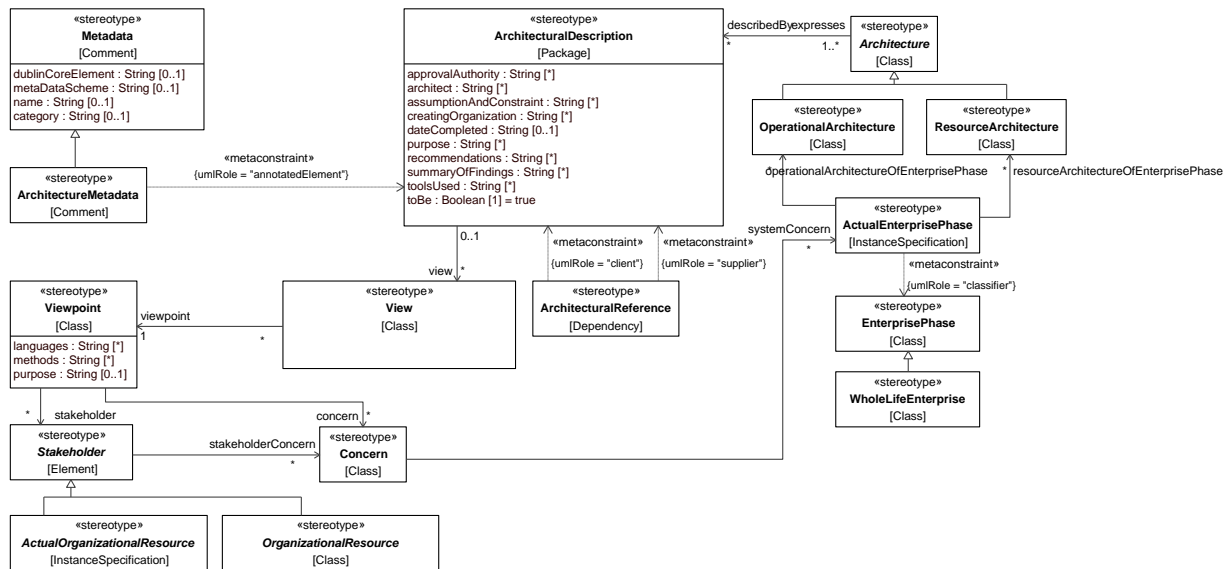 «stereotype»
Metadata
[Comment]
dublinCoreElement : String [0..1]
metaDataScheme : String [0..1]
name : String [0..1]
category : String [0..1]
«stereotype»
ArchitectureMetadata
[Comment]
«metaconstraint»
{umlRole = "annotatedElement"}
«stereotype»
ArchitecturalDescription
[Package]
approvalAuthority : String [*]
architect : String [*]
assumptionAndConstraint : String [*]
creatingOrganization : String [*]
dateCompleted : String [0..1]
purpose : String [*]
recommendations : String [*]
summaryOfFindings : String [*]
toolsUsed : String [*]
toBe : Boolean [1] = true
describedBy
expresses
*
1..*
«stereotype»
Architecture
[Class]
«stereotype»
OperationalArchitecture
[Class]
«stereotype»
ResourceArchitecture
[Class]
*
operationalArchitectureOfEnterprisePhase
*
resourceArchitectureOfEnterprisePhase
«stereotype»
ActualEnterprisePhase
[InstanceSpecification]
systemConcern
*
«metaconstraint»
{umlRole = "classifier"}
«stereotype»
EnterprisePhase
[Class]
«stereotype»
WholeLifeEnterprise
[Class]
0..1
view
*
«metaconstraint»
{umlRole = "client"}
«metaconstraint»
{umlRole = "supplier"}
«stereotype»
ArchitecturalReference
[Dependency]
«stereotype»
View
[Class]
viewpoint
1
*
«stereotype»
Viewpoint
[Class]
languages : String [*]
methods : String [*]
purpose : String [0..1]
*
stakeholder
concern
*
«stereotype»
Stakeholder
[Element]
stakeholderConcern
*
«stereotype»
Concern
[Class]
«stereotype»
ActualOrganizationalResource
[InstanceSpecification]
«stereotype»
OrganizationalResource
[Class]